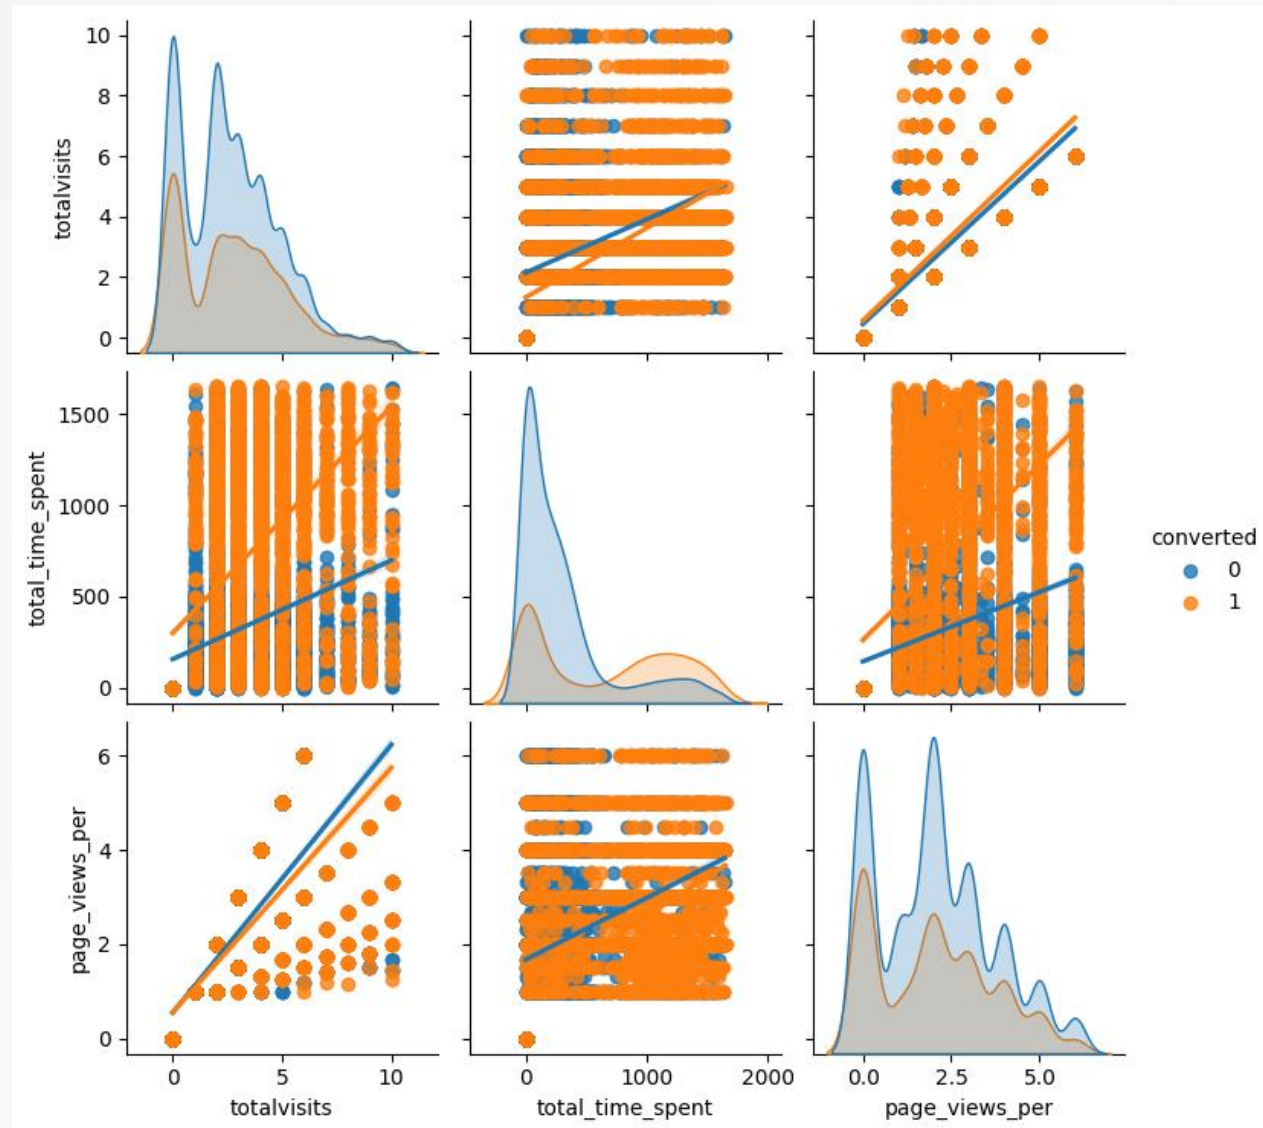 10
8
6
4
2
0
totalvisits
1500
1000
500
0
total_time_spent
converted
0
1
6
4
2
0
page_views_per
0 5 10
0 1000 2000
0.0 2.5 5.0
totalvisits
total_time_spent
page_views_per